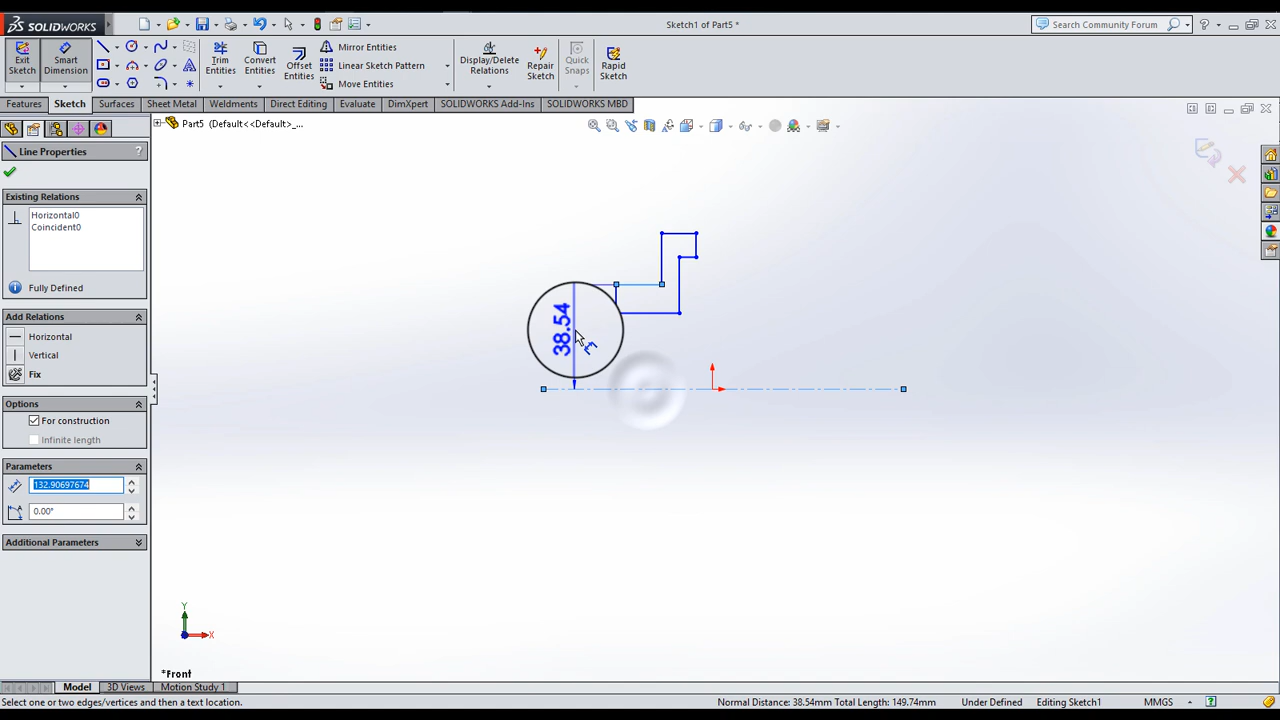 SOLIDWORKS
Sketch1 of Part5 *
Search Community Forum
Exit Sketch
Smart Dimension
Trim Entities
Convert Entities
Offset Entities
Mirror Entities
Linear Sketch Pattern
Move Entities
Display/Delete Relations
Repair Sketch
Quick Snaps
Rapid Sketch
Features
Sketch
Surfaces
Sheet Metal
Weldments
Direct Editing
Evaluate
DimXpert
SOLIDWORKS Add-Ins
SOLIDWORKS MBD
Part5 (Default<<Default>_...
Line Properties
?
Existing Relations
Horizontal0
Coincident0
Fully Defined
Add Relations
Horizontal
Vertical
Fix
Options
For construction
Infinite length
Parameters
132.90697674
0.00°
Additional Parameters
38.54
Y
X
*Front
Model
3D Views
Motion Study 1
Select one or two edges/vertices and then a text location.
Normal Distance: 38.54mm Total Length: 149.74mm
Under Defined
Editing Sketch1
MMGS